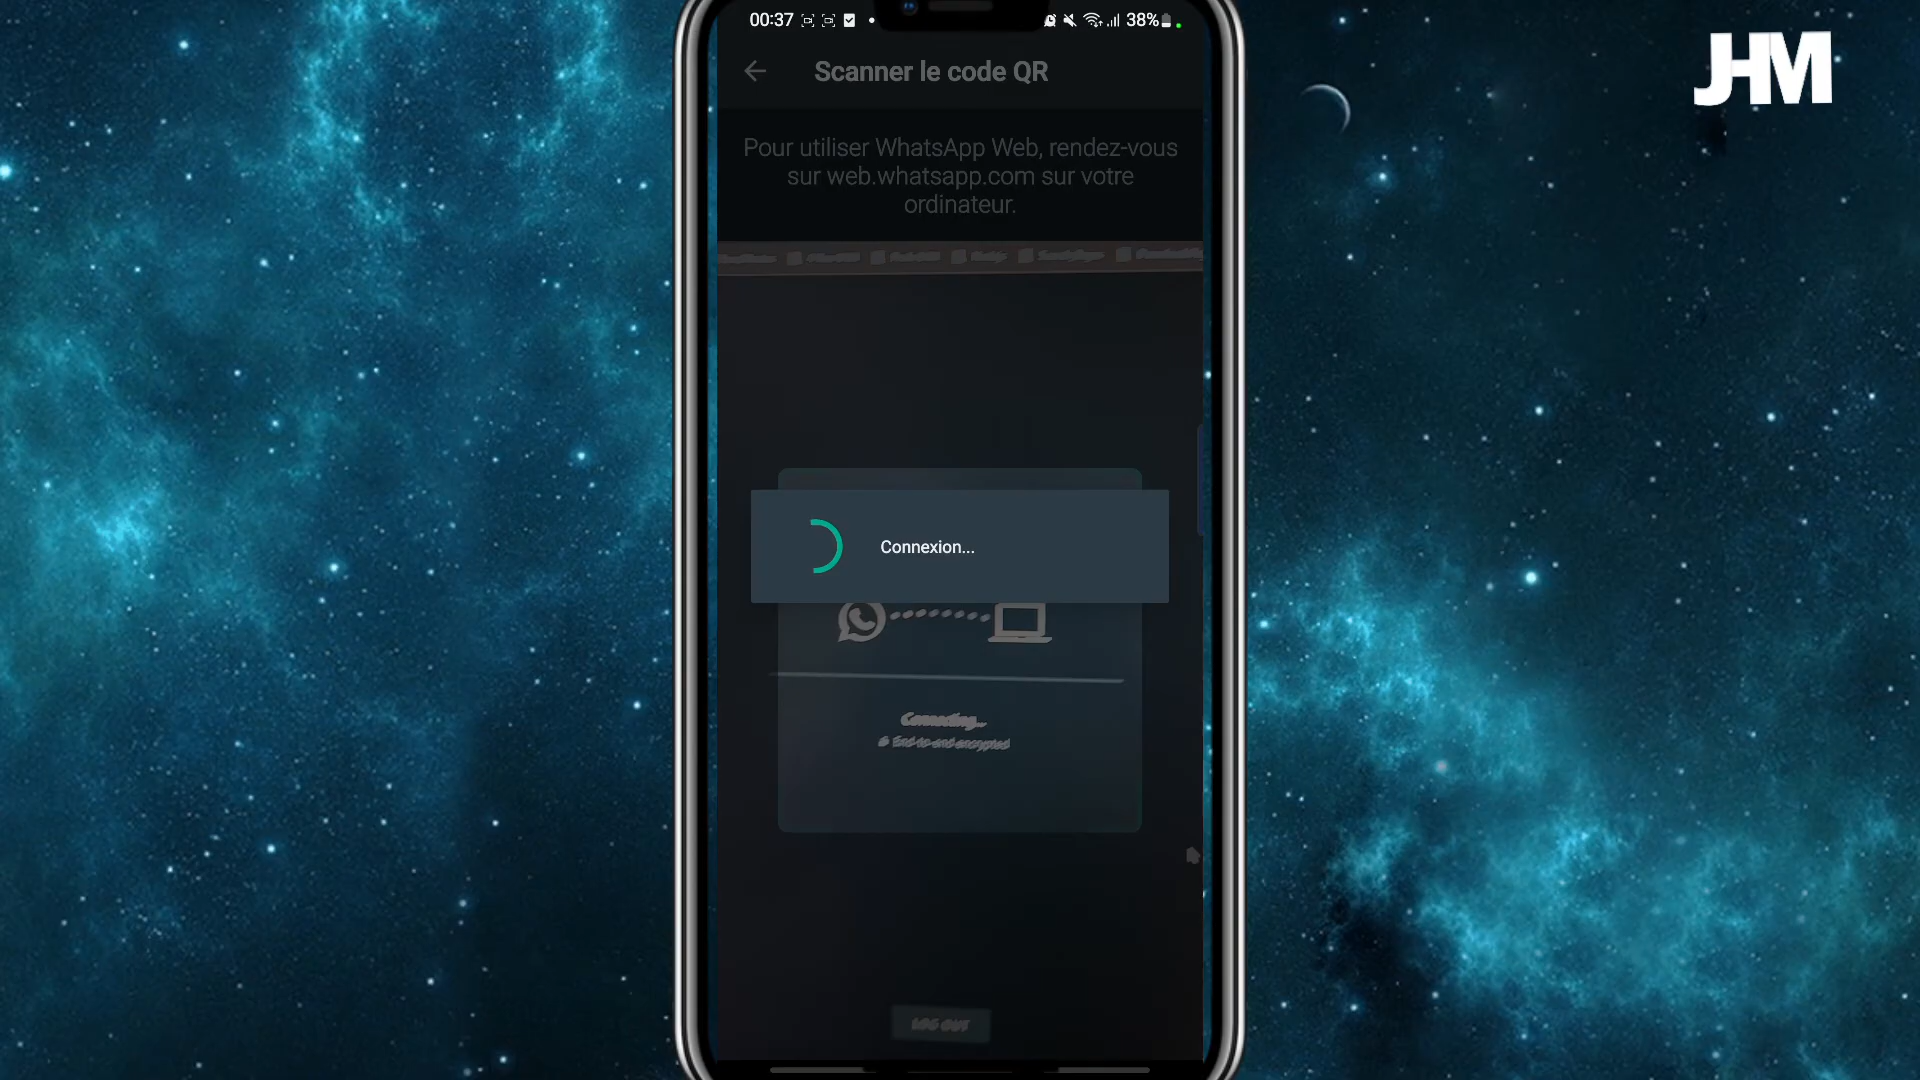 00:37
38%
JHM
Scanner le code QR
Pour utiliser WhatsApp Web, rendez-vous
sur web.whatsapp.com sur votre
ordinateur.
Connexion...
Connecting...
End-to-end encrypted
LOG OUT